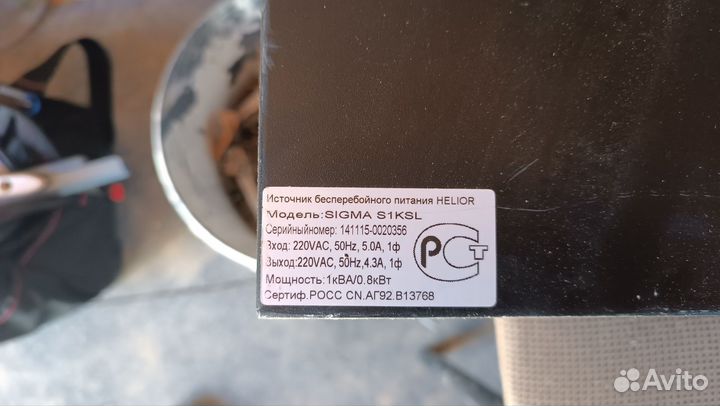 Источник бесперебойного питания HELIOR
Модель:SIGMA S1KSL
Серийныйномер: 141115-0020356
Вход: 220VAC, 50Hz, 5.0A, 1ф
Выход:220VAC, 50Hz,4.3A, 1ф
Мощность:1кВА/0.8кВт
Сертиф.РОСС CN.АГ92.В13768
РСТ
Avito